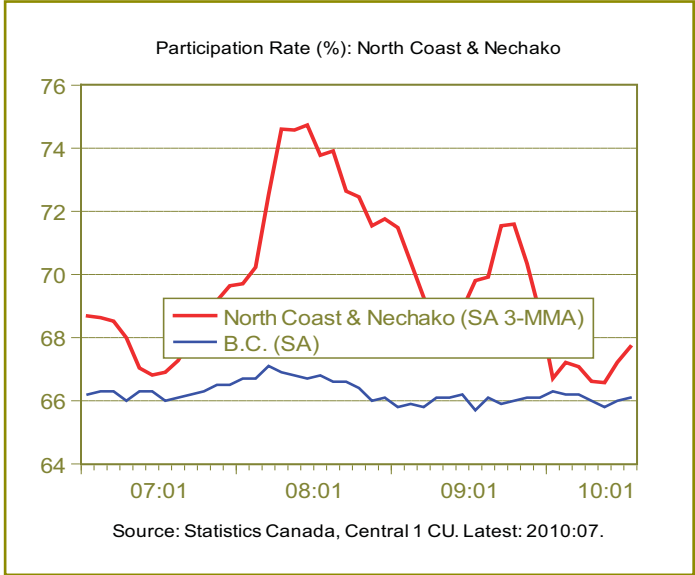 Participation Rate (%): North Coast & Nechako
76
74
72
70
68
66
64
North Coast & Nechako (SA 3-MMA)
B.C. (SA)
07:01 08:01 09:01 10:01
Source: Statistics Canada, Central 1 CU. Latest: 2010:07.